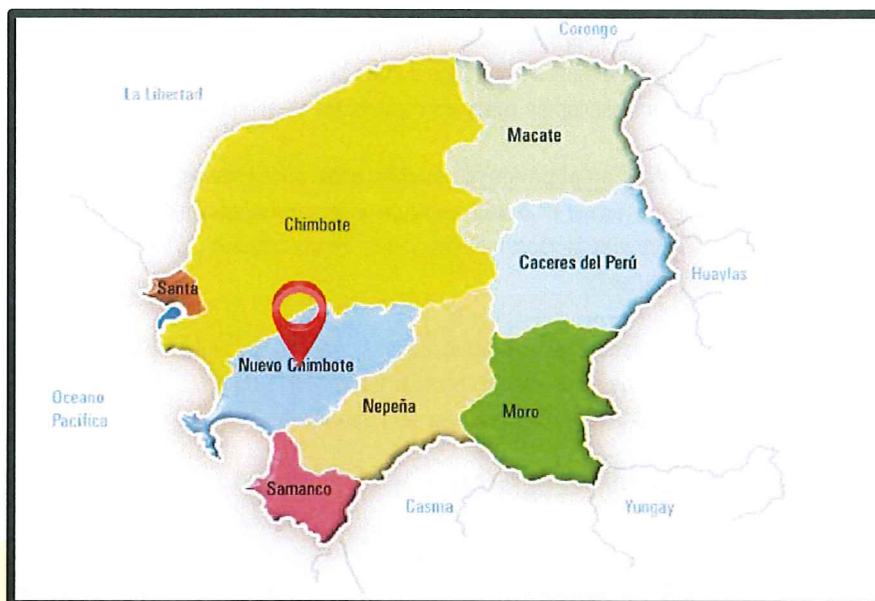 Corongo
La Libertad
Macate
Chimbote
Caceres del Perú
Huaylas
Santa
Nuevo Chimbote
Oceano
Pacifico
Nepeña
Moro
Samanco
Casma
Yungay